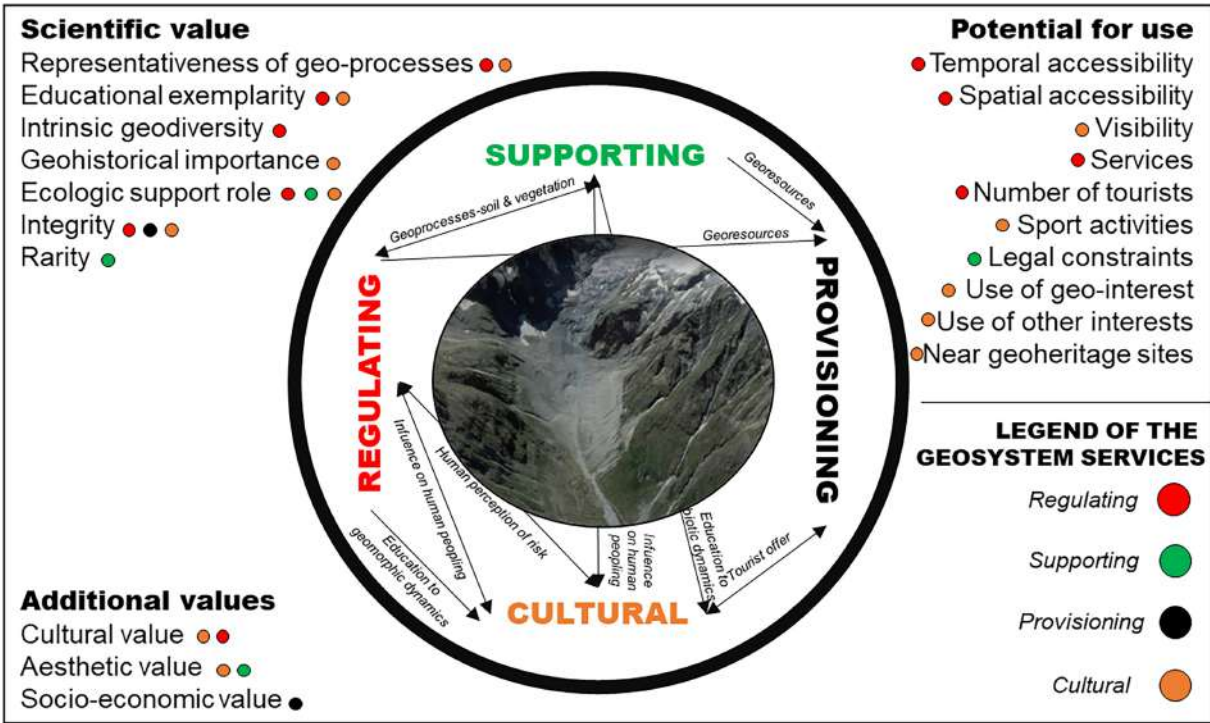 Scientific value
Representativeness of geo-processes
Educational exemplarity
Intrinsic geodiversity
Geohistorical importance
Ecologic support role
Integrity
Rarity
Potential for use
Temporal accessibility
Spatial accessibility
Visibility
Services
Number of tourists
Sport activities
Legal constraints
Use of geo-interest
Use of other interests
Near geoheritage sites
SUPPORTING
Georesources
Geoprocesses-soil & vegetation
Georesources
REGULATING
PROVISIONING
Infuence on human peopling
Human perception of risk
Education to
geomorphic dynamics
Infuence
on human
peopling
Education to
biotic dynamics
Tourist offer
CULTURAL
Additional values
Cultural value
Aesthetic value
Socio-economic value
LEGEND OF THE
GEOSYSTEM SERVICES
Regulating
Supporting
Provisioning
Cultural